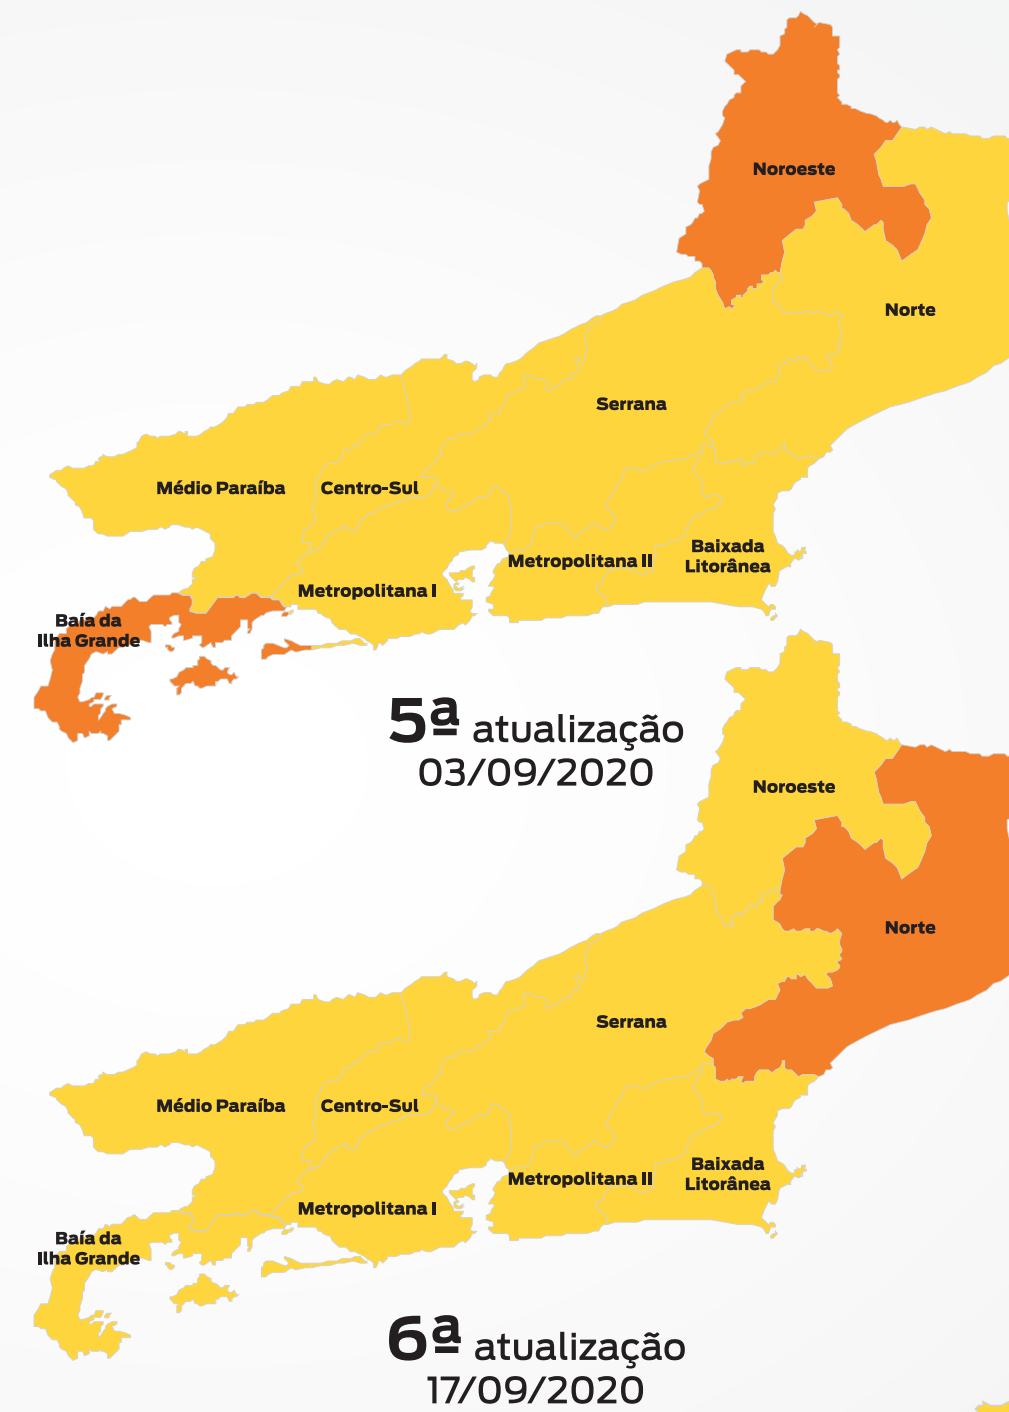 Noroeste
Norte
Serrana
Médio Paraíba
Centro-Sul
Baixada
Litorânea
Metropolitana II
Metropolitana I
Baía da
Ilha Grande
5ª atualização
03/09/2020
Noroeste
Norte
Serrana
Médio Paraíba
Centro-Sul
Baixada
Litorânea
Metropolitana II
Metropolitana I
Baía da
Ilha Grande
6ª atualização
17/09/2020